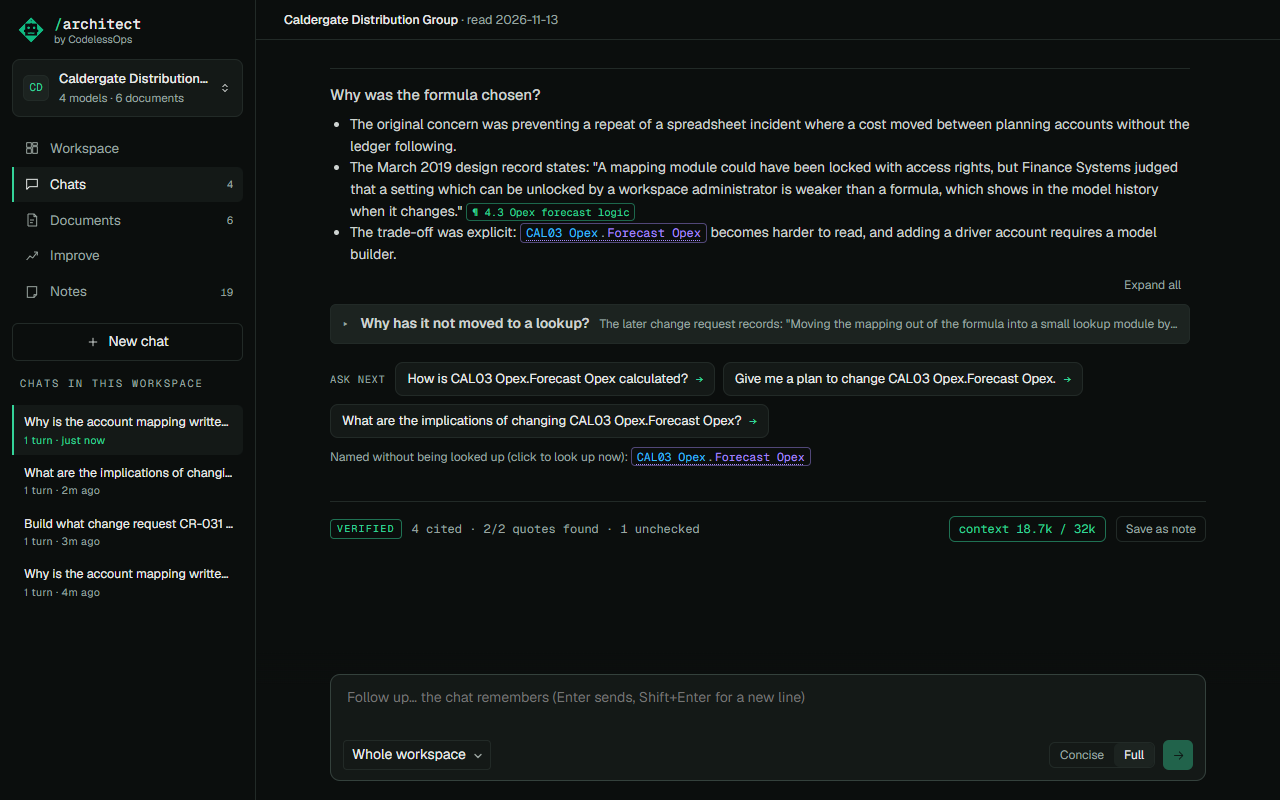 /architect
by CodelessOps
CD
Caldergate Distribution...
4 models · 6 documents
Workspace
Chats 4
Documents 6
Improve
Notes 19
+ New chat
CHATS IN THIS WORKSPACE
Why is the account mapping writte...
1 turn · just now
What are the implications of changi...
1 turn · 2m ago
Build what change request CR-031 ...
1 turn · 3m ago
Why is the account mapping writte...
1 turn · 4m ago
Caldergate Distribution Group · read 2026-11-13
Why was the formula chosen?
• The original concern was preventing a repeat of a spreadsheet incident where a cost moved between planning accounts without the
ledger following.
• The March 2019 design record states: "A mapping module could have been locked with access rights, but Finance Systems judged
that a setting which can be unlocked by a workspace administrator is weaker than a formula, which shows in the model history
when it changes." ¶ 4.3 Opex forecast logic
• The trade-off was explicit: CAL03 Opex.Forecast Opex becomes harder to read, and adding a driver account requires a model
builder.
Expand all
▸ Why has it not moved to a lookup? The later change request records: "Moving the mapping out of the formula into a small lookup module by...
ASK NEXT How is CAL03 Opex.Forecast Opex calculated? → Give me a plan to change CAL03 Opex.Forecast Opex. →
What are the implications of changing CAL03 Opex.Forecast Opex? →
Named without being looked up (click to look up now): CAL03 Opex.Forecast Opex
VERIFIED 4 cited · 2/2 quotes found · 1 unchecked context 18.7k / 32k Save as note
Follow up... the chat remembers (Enter sends, Shift+Enter for a new line)
Whole workspace Concise Full →